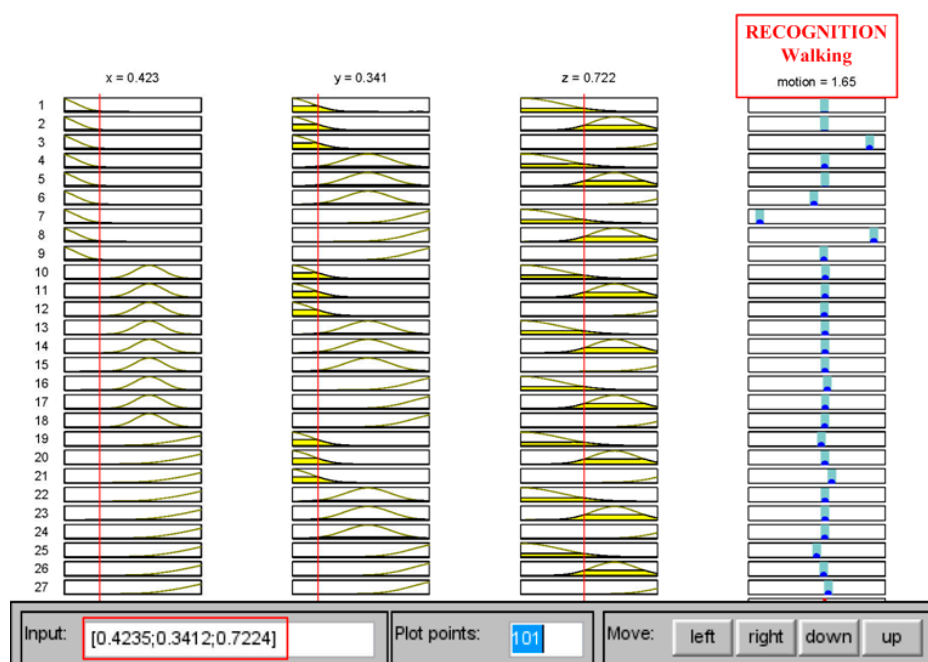 RECOGNITION
Walking
x = 0.423
y = 0.341
z = 0.722
motion = 1.65
1
2
3
4
5
6
7
8
9
10
11
12
13
14
15
16
17
18
19
20
21
22
23
24
25
26
27
Input:
[0.4235;0.3412;0.7224]
Plot points:
101
Move:
left
right
down
up